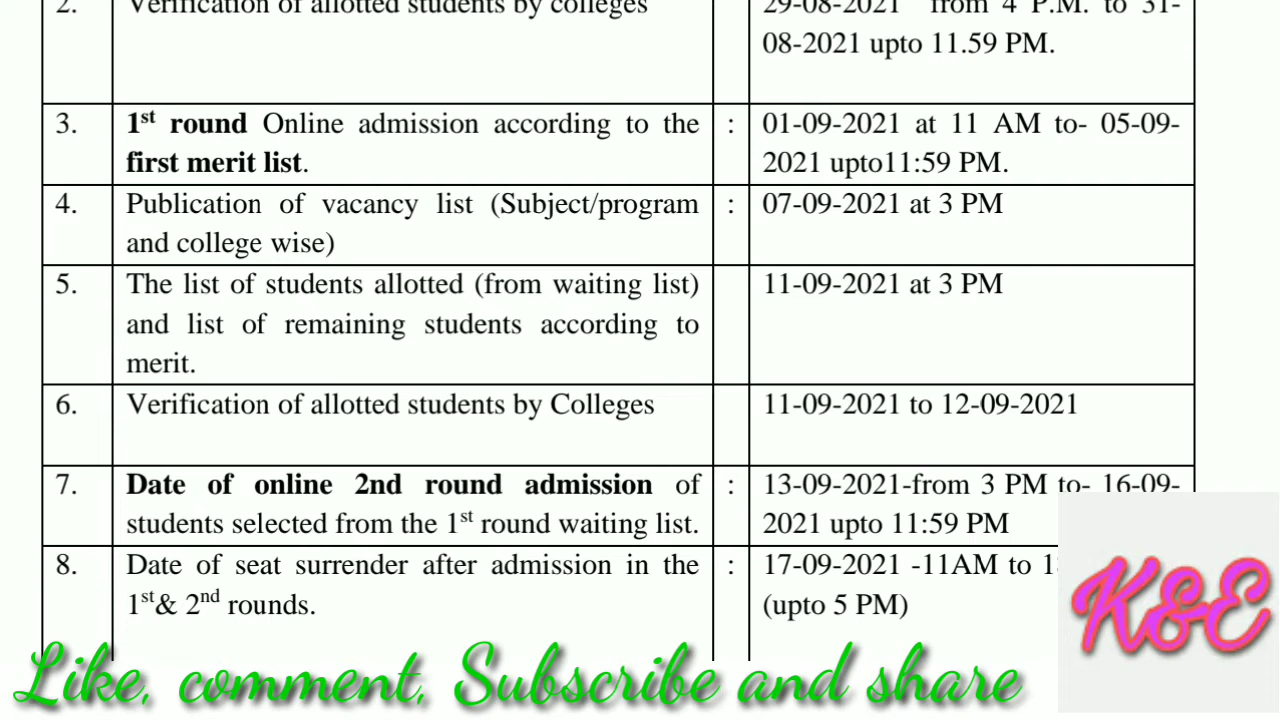 2. Verification of allotted students by colleges 29-08-2021 from 4 P.M. to 31-
08-2021 upto 11.59 PM.
3. 1st round Online admission according to the : 01-09-2021 at 11 AM to- 05-09-
first merit list. 2021 upto11:59 PM.
4. Publication of vacancy list (Subject/program : 07-09-2021 at 3 PM
and college wise)
5. The list of students allotted (from waiting list) 11-09-2021 at 3 PM
and list of remaining students according to
merit.
6. Verification of allotted students by Colleges 11-09-2021 to 12-09-2021
7. Date of online 2nd round admission of : 13-09-2021-from 3 PM to- 16-09-
students selected from the 1st round waiting list. 2021 upto 11:59 PM
8. Date of seat surrender after admission in the : 17-09-2021 -11AM to
1st& 2nd rounds. (upto 5 PM)
K&E
Like, comment, Subscribe and share